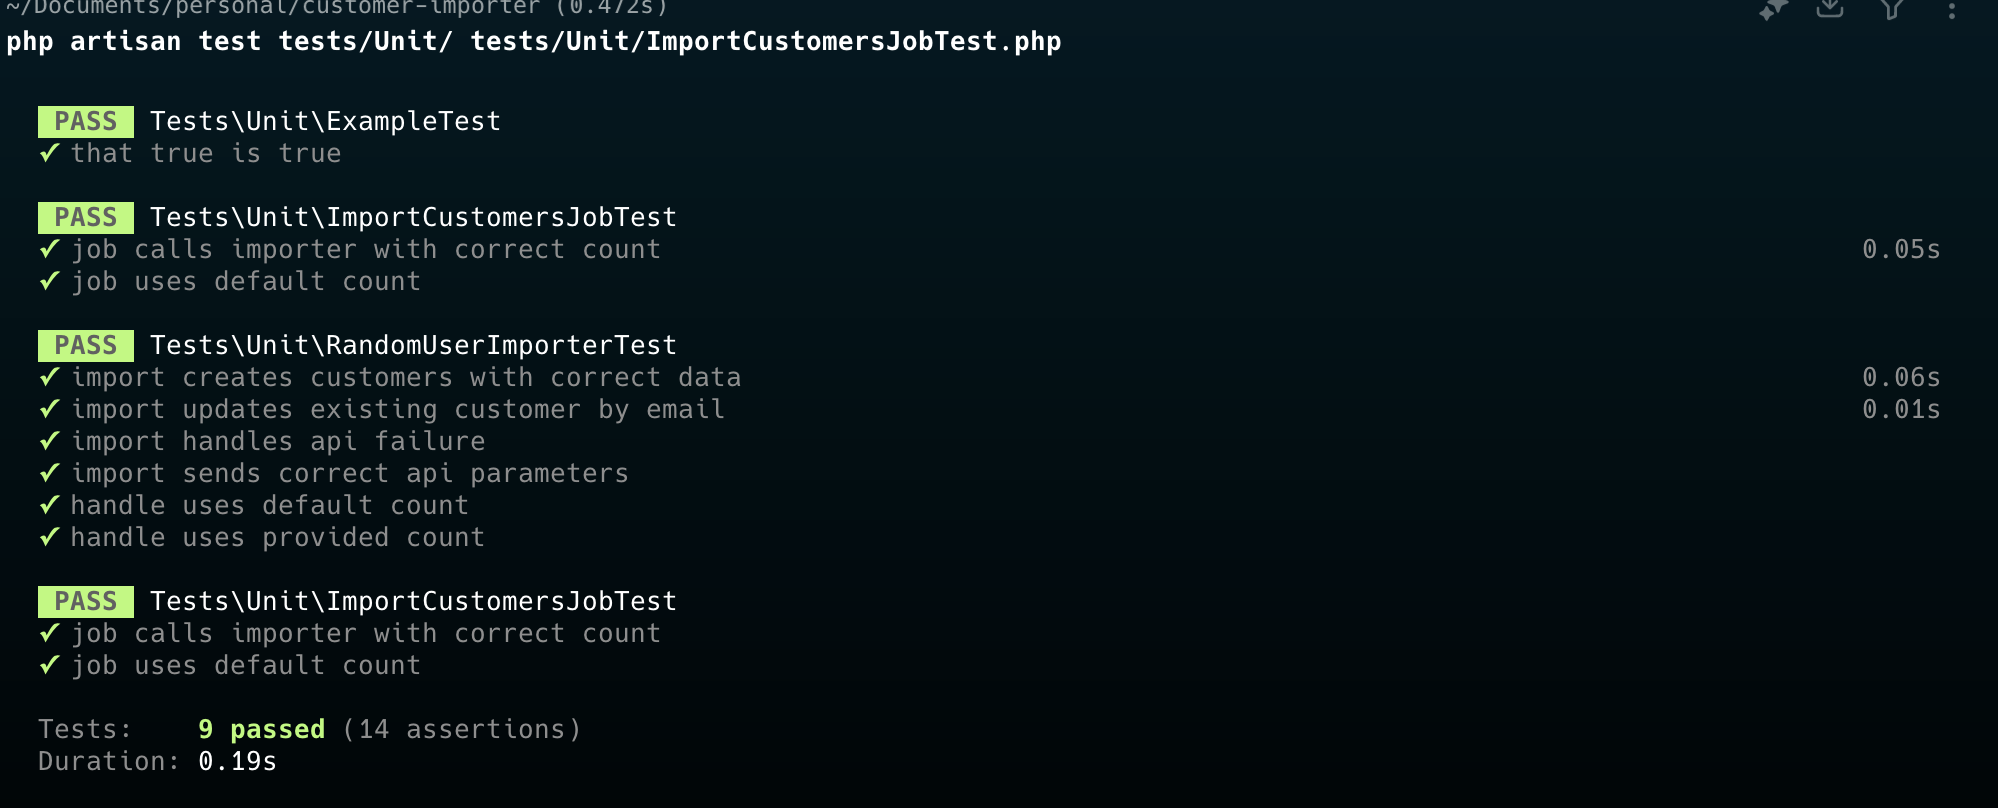 ~/Documents/personal/customer-importer (0.472s)
php artisan test tests/Unit/ tests/Unit/ImportCustomersJobTest.php
PASS Tests\Unit\ExampleTest
✓ that true is true
PASS Tests\Unit\ImportCustomersJobTest
✓ job calls importer with correct count 0.05s
✓ job uses default count
PASS Tests\Unit\RandomUserImporterTest
✓ import creates customers with correct data 0.06s
✓ import updates existing customer by email 0.01s
✓ import handles api failure
✓ import sends correct api parameters
✓ handle uses default count
✓ handle uses provided count
PASS Tests\Unit\ImportCustomersJobTest
✓ job calls importer with correct count
✓ job uses default count
Tests: 9 passed (14 assertions)
Duration: 0.19s